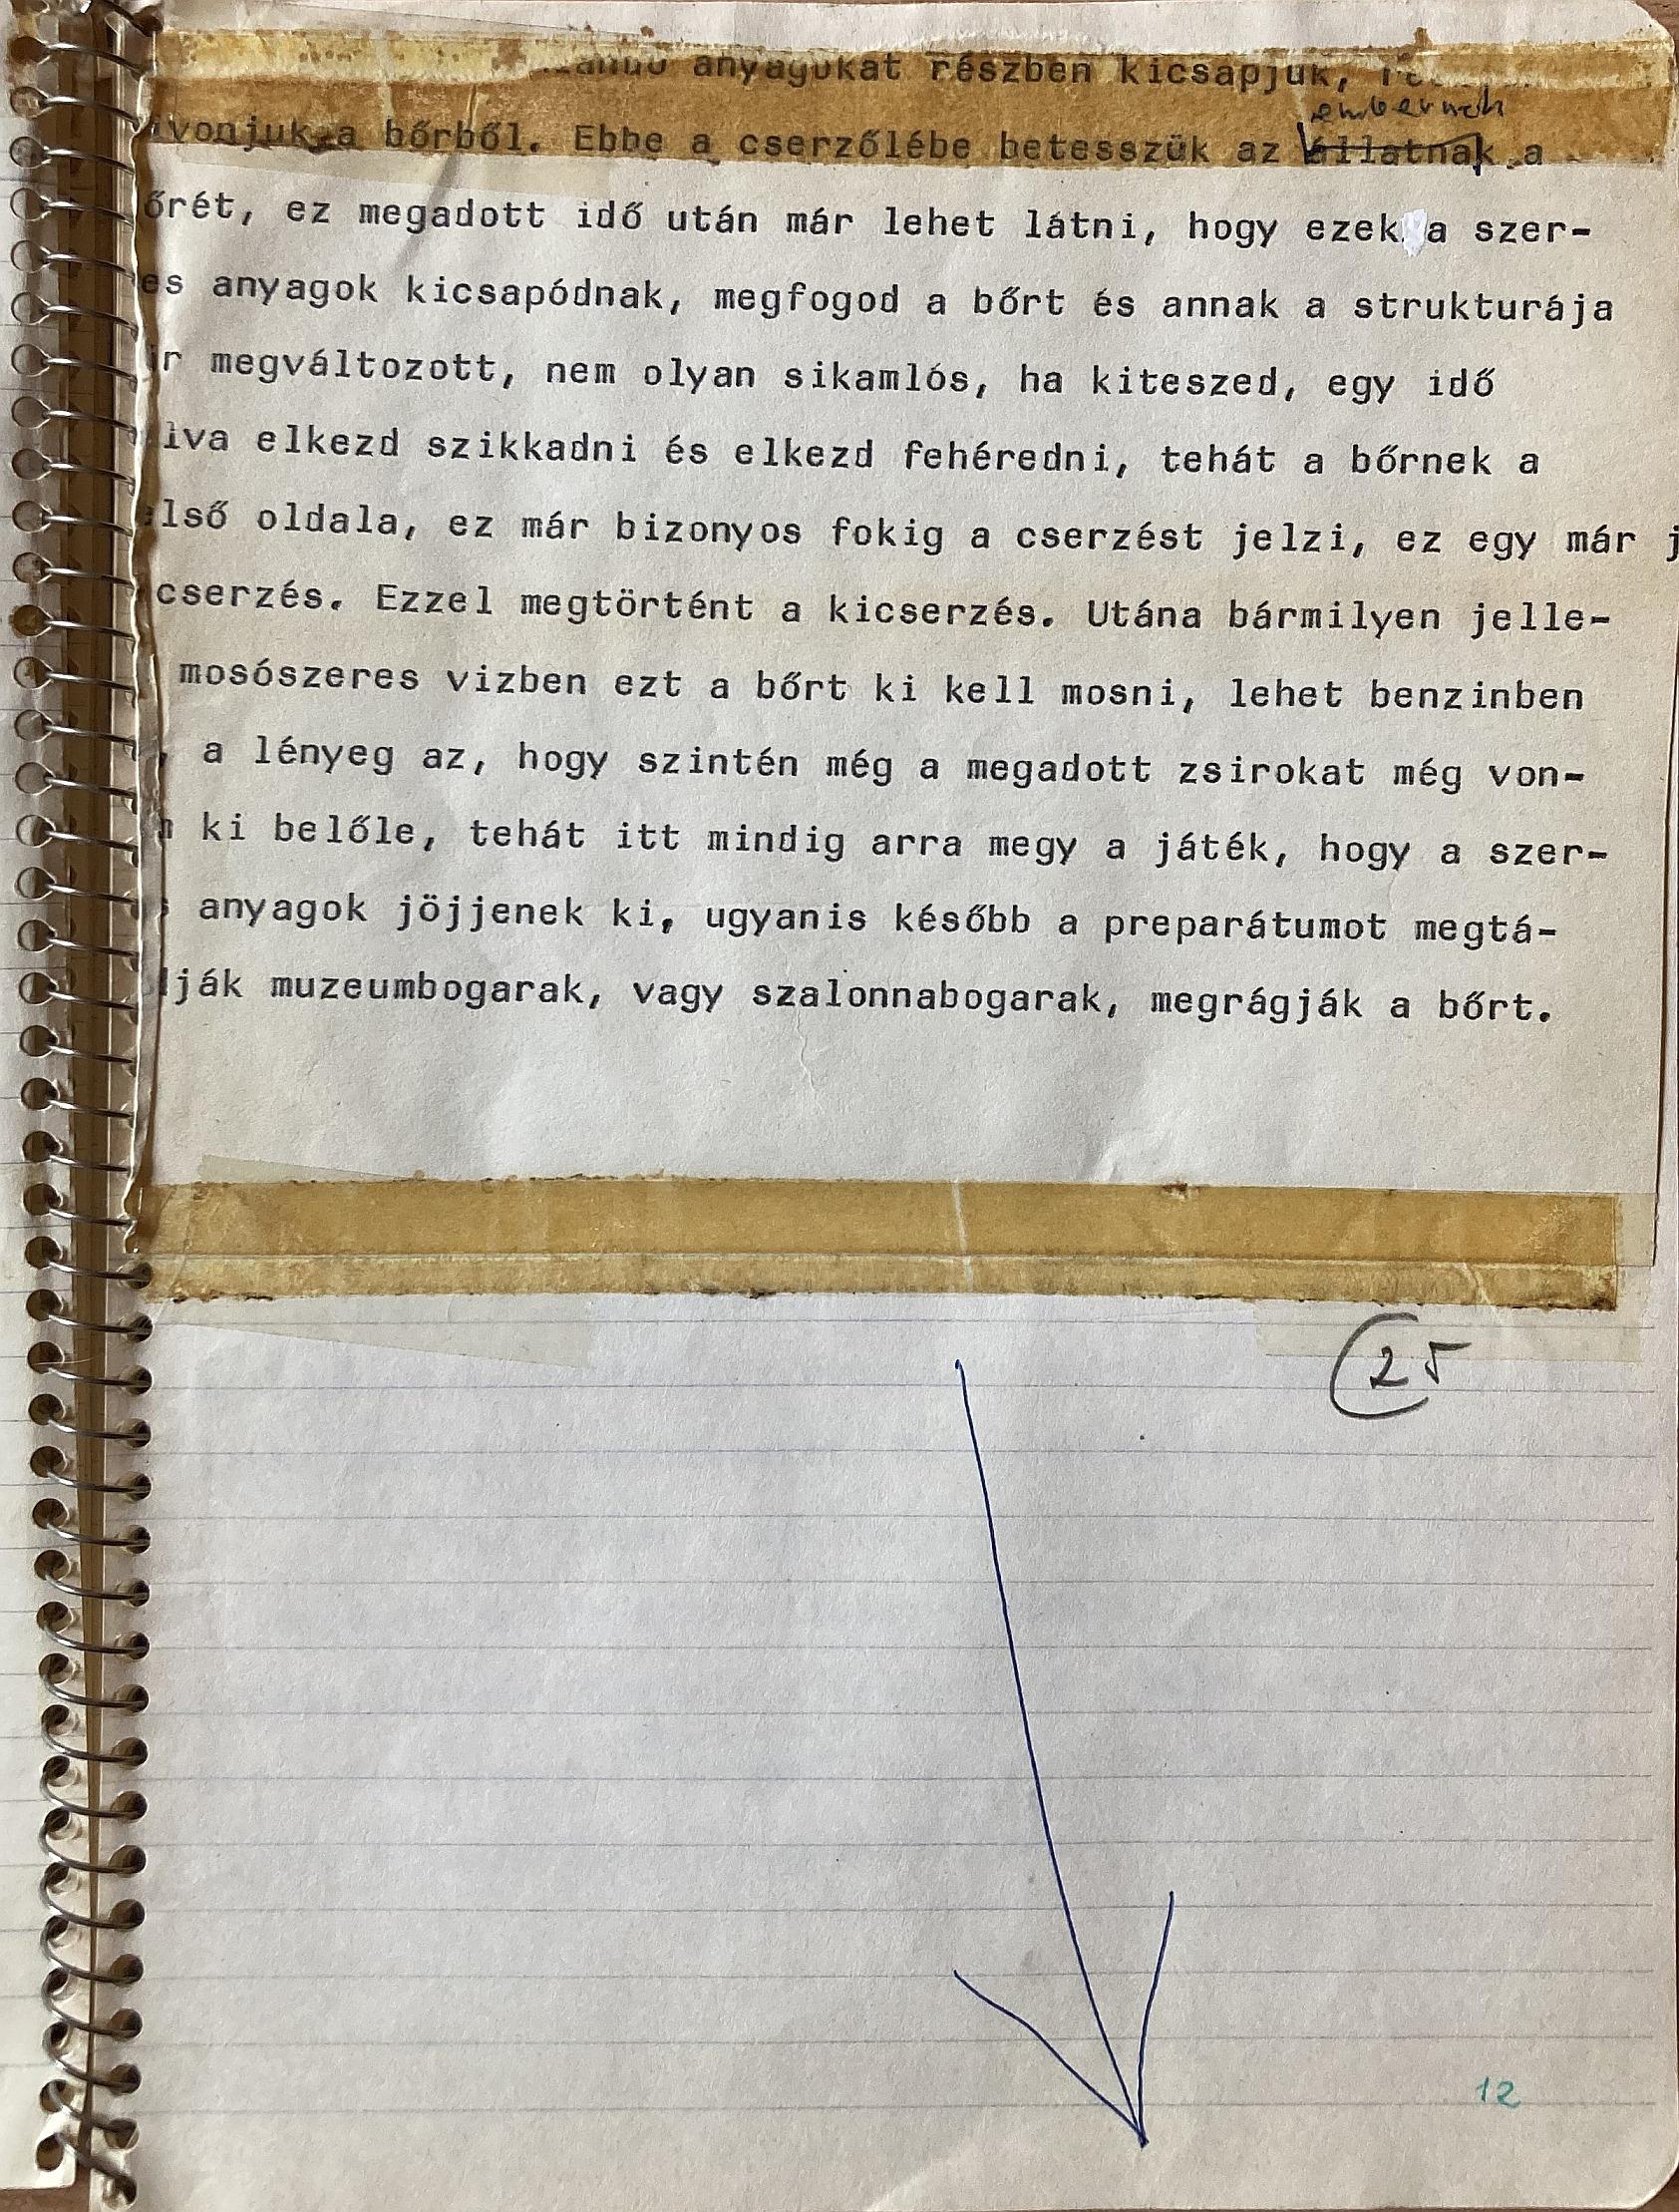 anyagokat részben kicsapjuk,
embernek
a bőrből. Ebbe a cserzőlébe betesszük az állatnak a
őrét, ez megadott idő után már lehet látni, hogy ezek a szer-
es anyagok kicsapódnak, megfogod a bőrt és annak a strukturája
ár megváltozott, nem olyan sikamlós, ha kiteszed, egy idő
lva elkezd szikkadni és elkezd fehéredni, tehát a bőrnek a
első oldala, ez már bizonyos fokig a cserzést jelzi, ez egy már j
cserzés. Ezzel megtörtént a kicserzés. Utána bármilyen jelle-
mosószeres vizben ezt a bőrt ki kell mosni, lehet benzinben
, a lényeg az, hogy szintén még a megadott zsirokat még von-
ki belőle, tehát itt mindig arra megy a játék, hogy a szer-
s anyagok jöjjenek ki, ugyanis később a preparátumot megtá-
dják muzeumbogarak, vagy szalonnabogarak, megrágják a bőrt.
25
12